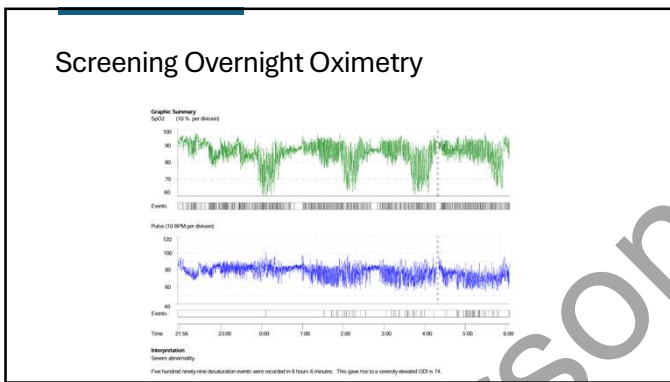 Screening Overnight Oximetry
Graphic Summary
SpO2 (10 % per division)
100
90
80
70
60
Events
Pulse (10 BPM per division)
120
100
80
60
40
Events
Time 21:56 23:00 0:00 1:00 2:00 3:00 4:00 5:00 6:00
Interpretation
Severe abnormality.
Five hundred ninety-nine desaturation events were recorded in 8 hours 6 minutes. This gave rise to a severely elevated ODI is 74.